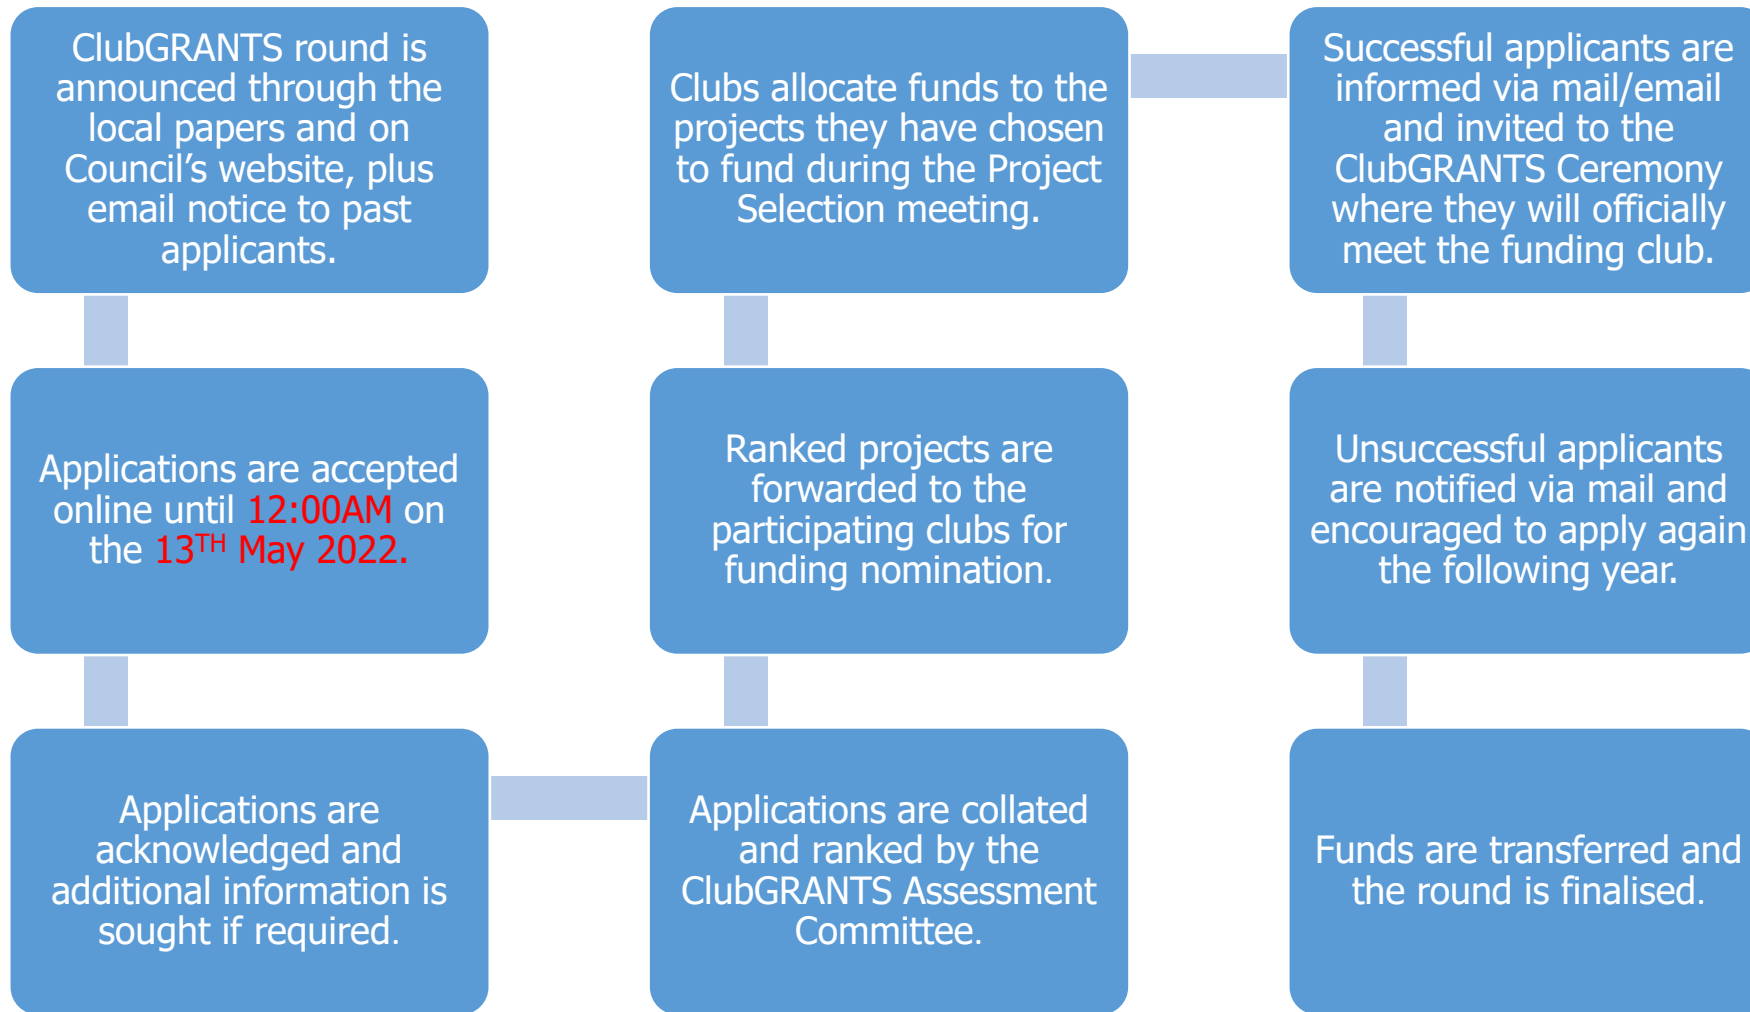 ClubGRANTS round is
announced through the
local papers and on
Council’s website, plus
email notice to past
applicants.
Applications are accepted
online until 12:00AM on
the 13TH May 2022.
Applications are
acknowledged and
additional information is
sought if required.
Applications are collated
and ranked by the
ClubGRANTS Assessment
Committee.
Ranked projects are
forwarded to the
participating clubs for
funding nomination.
Clubs allocate funds to the
projects they have chosen
to fund during the Project
Selection meeting.
Successful applicants are
informed via mail/email
and invited to the
ClubGRANTS Ceremony
where they will officially
meet the funding club.
Unsuccessful applicants
are notified via mail and
encouraged to apply again
the following year.
Funds are transferred and
the round is finalised.